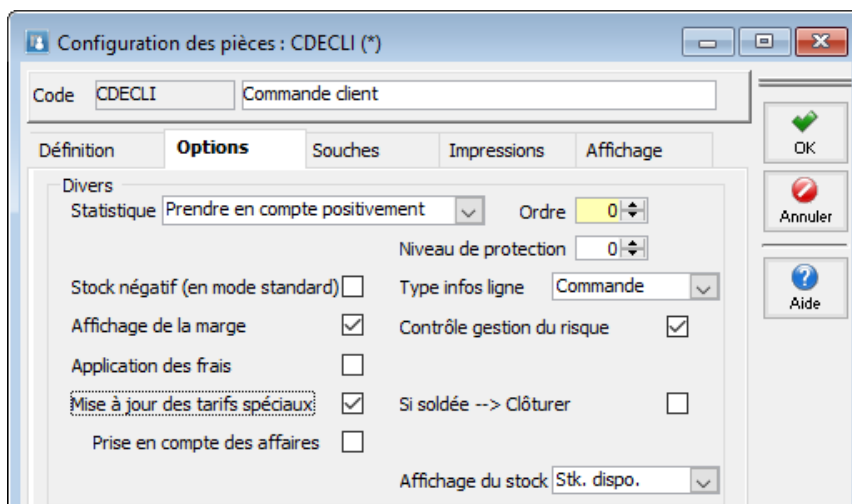 Configuration des pièces : CDECLI (*)
Code CDECLI Commande client
Définition Options Souches Impressions Affichage
OK
Divers
Statistique Prendre en compte positivement Ordre 0
Annuler
Niveau de protection 0
Stock négatif (en mode standard) Type infos ligne Commande
Aide
Affichage de la marge Contrôle gestion du risque
Application des frais
Mise à jour des tarifs spéciaux Si soldée --> Clôturer
Prise en compte des affaires
Affichage du stock Stk. dispo.